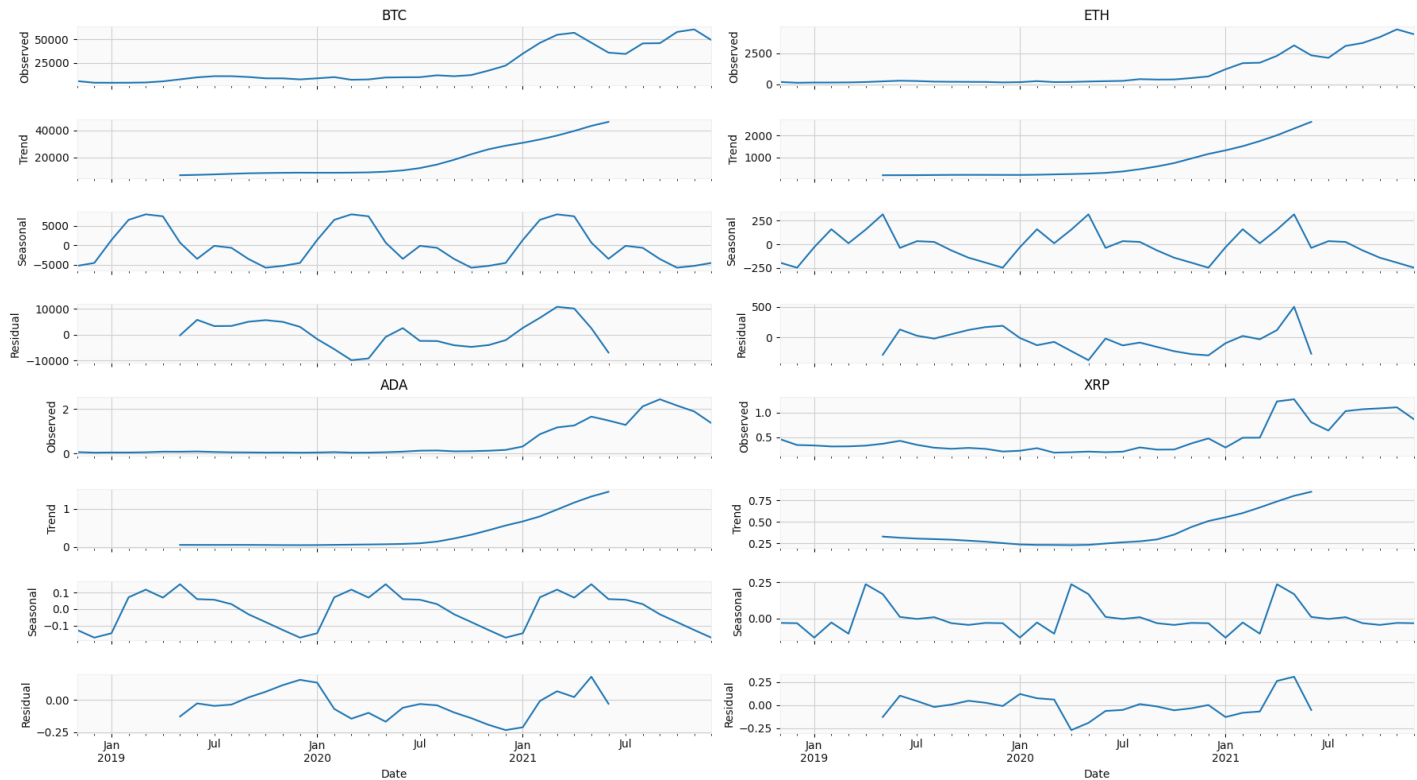 BTC
Observed
50000
25000
Trend
40000
20000
Seasonal
5000
0
−5000
Residual
10000
0
−10000
ETH
Observed
2500
0
Trend
2000
1000
Seasonal
250
0
−250
Residual
500
0
ADA
Observed
2
0
Trend
1
0
Seasonal
0.1
0.0
−0.1
Residual
0.00
−0.25
Jan
2019
Jul
Jan
2020
Jul
Jan
2021
Jul
Date
XRP
Observed
1.0
0.5
Trend
0.75
0.50
0.25
Seasonal
0.25
0.00
Residual
0.25
0.00
−0.25
Jan
2019
Jul
Jan
2020
Jul
Jan
2021
Jul
Date